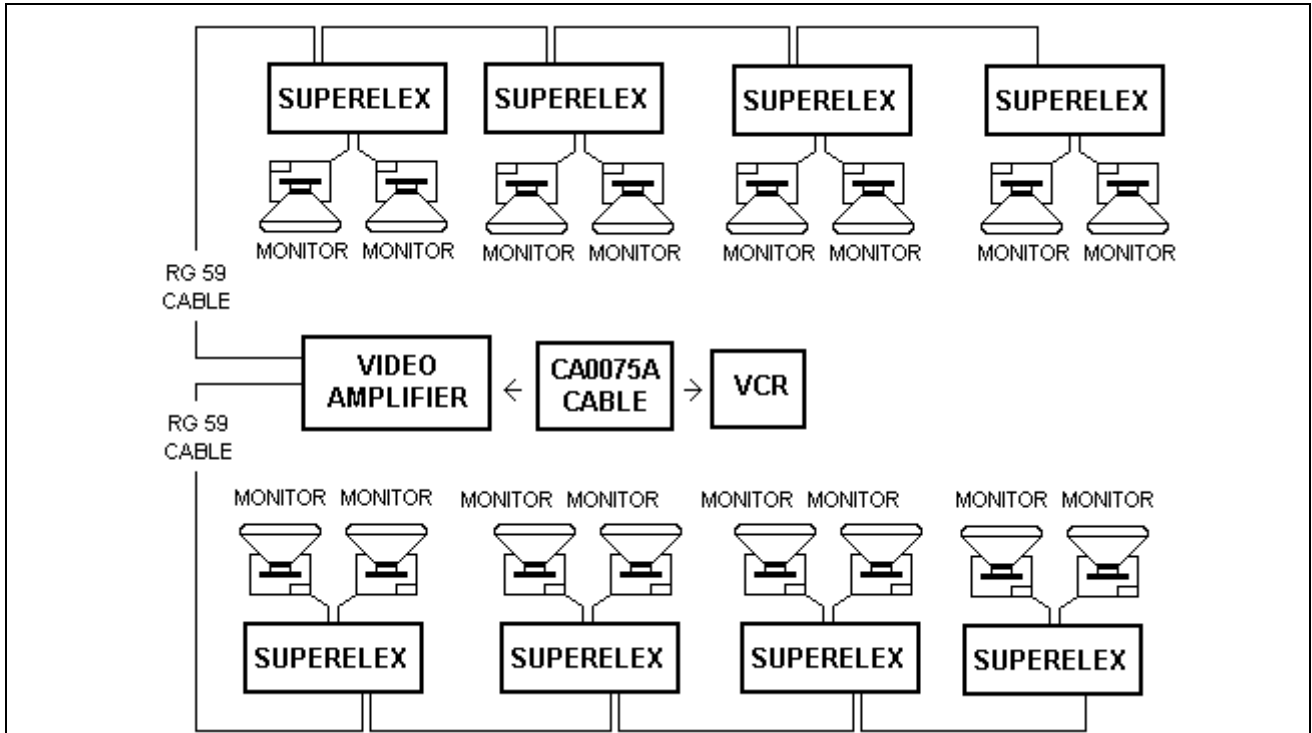 SUPERELEX SUPERELEX SUPERELEX SUPERELEX
MONITOR MONITOR MONITOR MONITOR MONITOR MONITOR MONITOR MONITOR
RG 59
CABLE
VIDEO
AMPLIFIER
CA0075A
CABLE
VCR
RG 59
CABLE
MONITOR MONITOR MONITOR MONITOR MONITOR MONITOR MONITOR MONITOR
SUPERELEX SUPERELEX SUPERELEX SUPERELEX